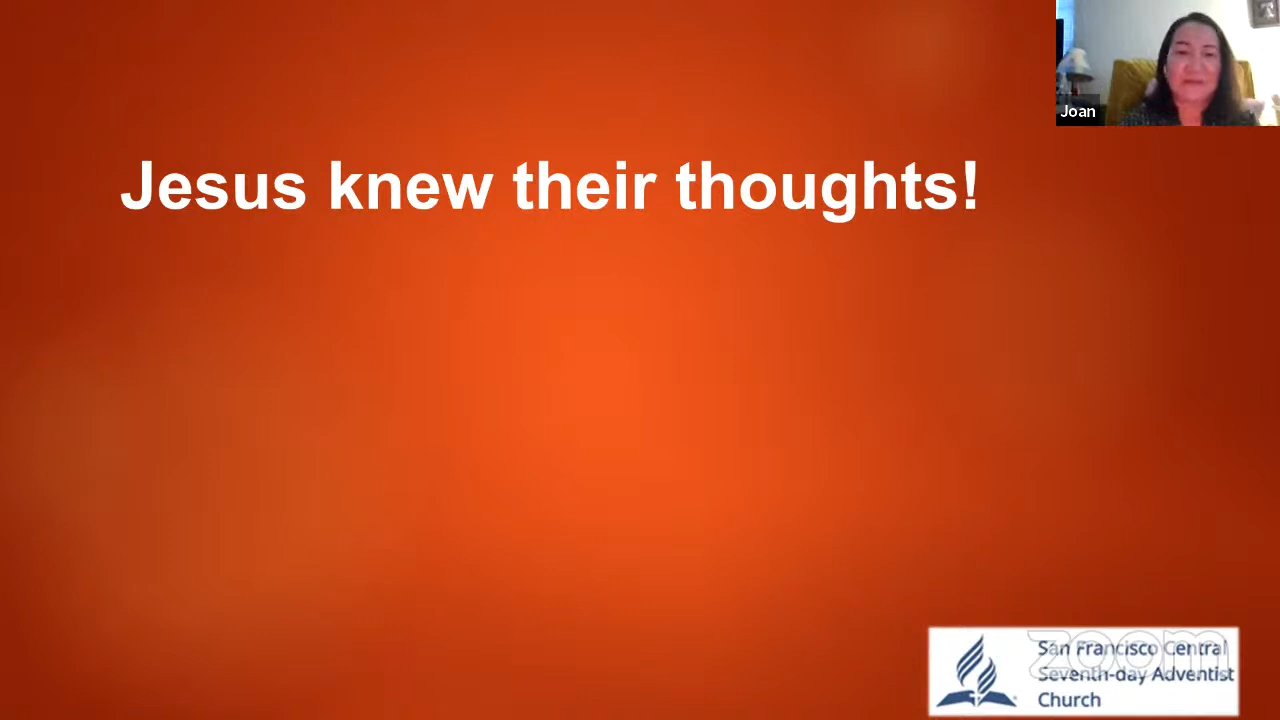 Joan
Jesus knew their thoughts!
zoom
San Francisco Central
Seventh-day Adventist
Church